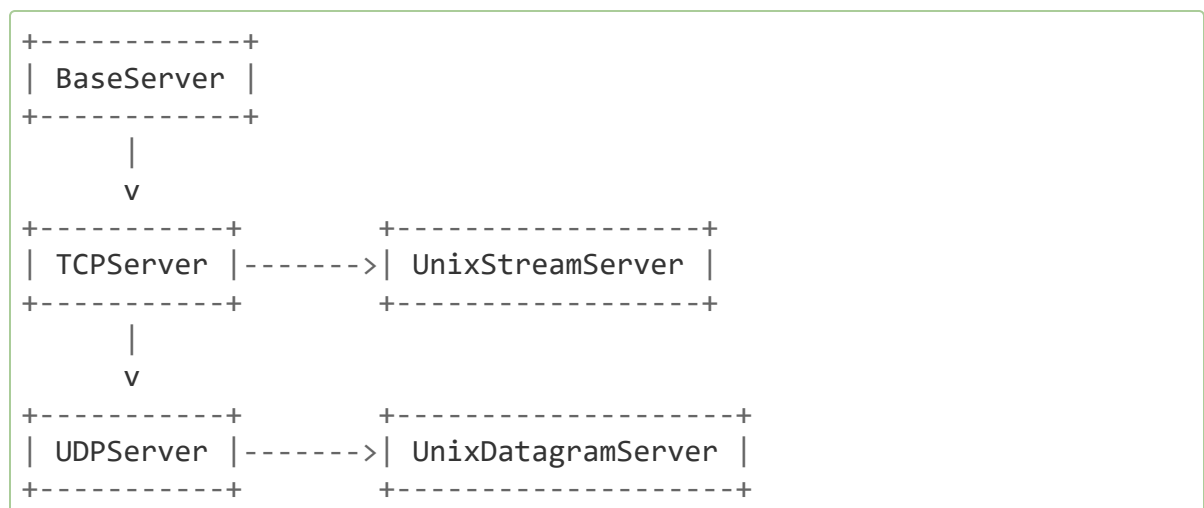 +------------+
| BaseServer |
+------------+
      |
      v
+-----------+        +------------------+
| TCPServer |------->| UnixStreamServer |
+-----------+        +------------------+
      |
      v
+-----------+        +--------------------+
| UDPServer |------->| UnixDatagramServer |
+-----------+        +--------------------+